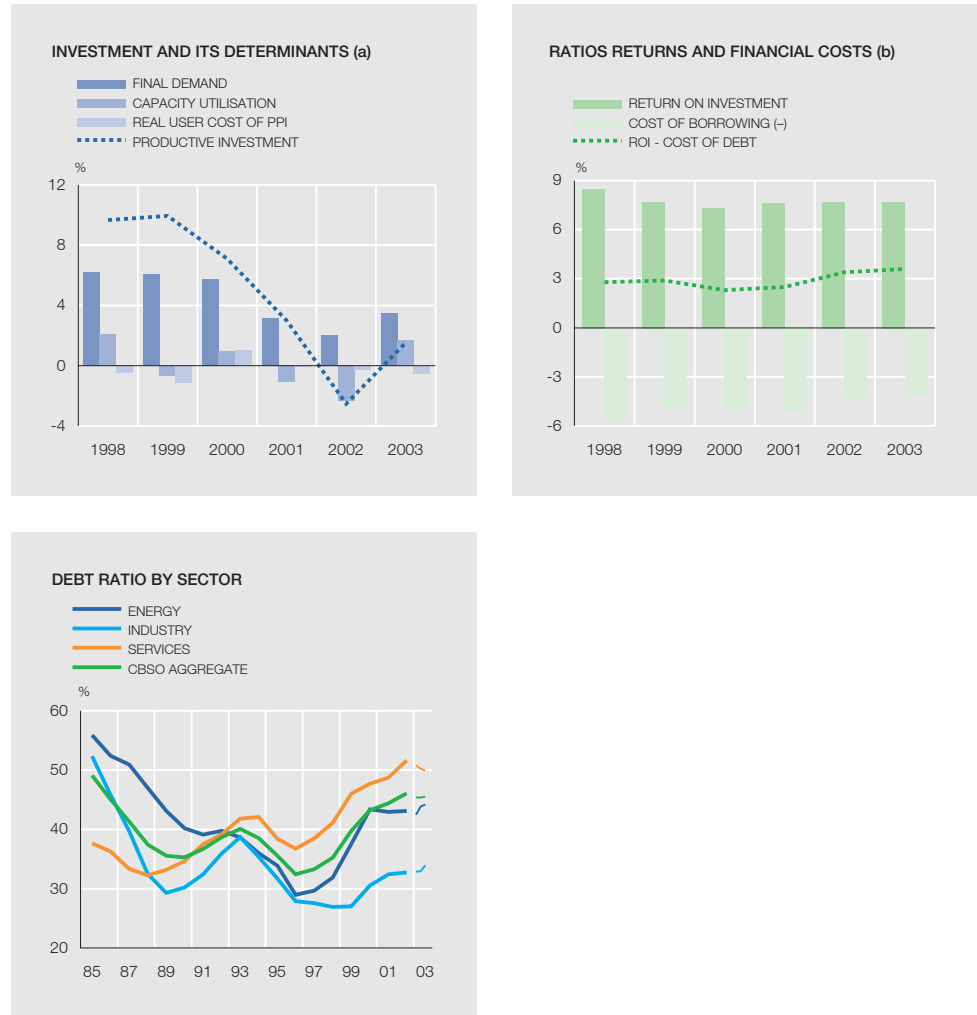 INVESTMENT AND ITS DETERMINANTS (a)
FINAL DEMAND
CAPACITY UTILISATION
REAL USER COST OF PPI
PRODUCTIVE INVESTMENT
%
12
8
4
0
-4
1998 1999 2000 2001 2002 2003
RATIOS RETURNS AND FINANCIAL COSTS (b)
RETURN ON INVESTMENT
COST OF BORROWING (–)
ROI - COST OF DEBT
%
9
6
3
0
-3
-6
1998 1999 2000 2001 2002 2003
DEBT RATIO BY SECTOR
ENERGY
INDUSTRY
SERVICES
CBSO AGGREGATE
%
60
50
40
30
20
85 87 89 91 93 95 97 99 01 03